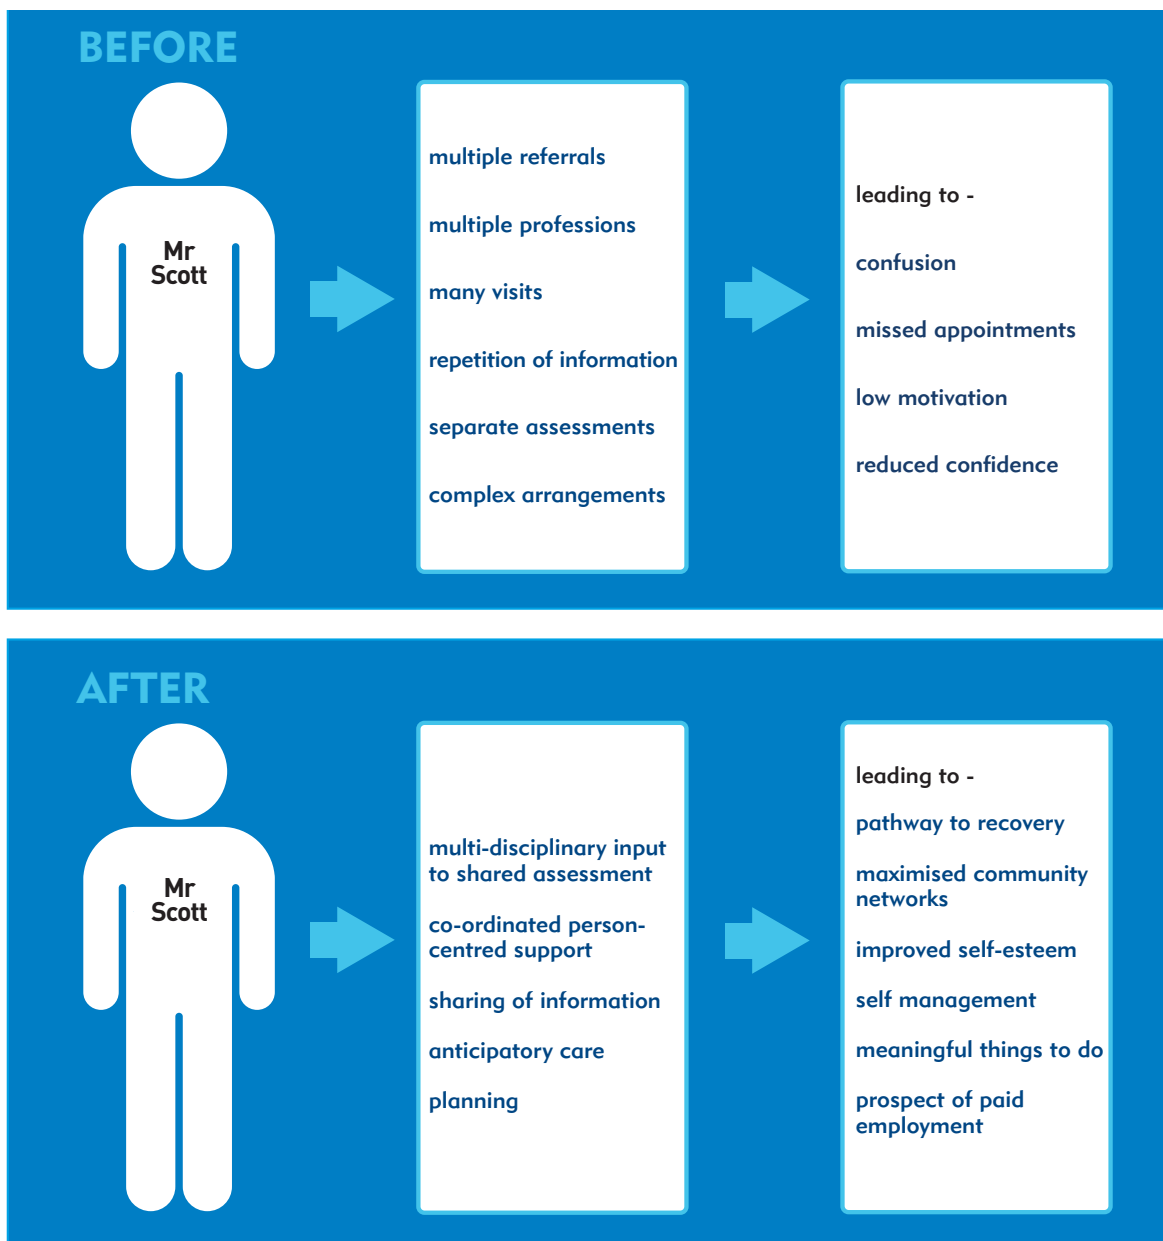 BEFORE
Mr
Scott
multiple referrals
multiple professions
many visits
repetition of information
separate assessments
complex arrangements
leading to -
confusion
missed appointments
low motivation
reduced confidence
AFTER
Mr
Scott
multi-disciplinary input
to shared assessment
co-ordinated person-
centred support
sharing of information
anticipatory care
planning
leading to -
pathway to recovery
maximised community
networks
improved self-esteem
self management
meaningful things to do
prospect of paid
employment